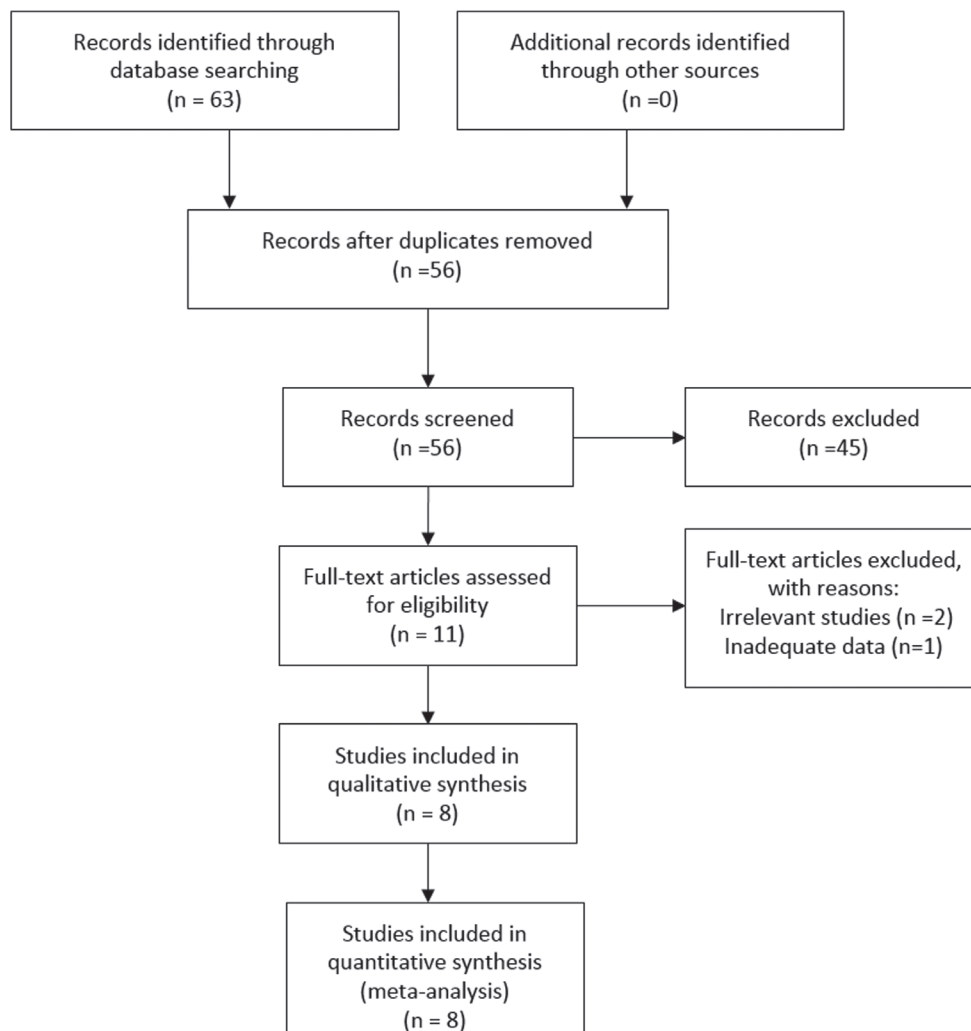 Records identified through
database searching
(n = 63)
Additional records identified
through other sources
(n =0)
Records after duplicates removed
(n =56)
Records screened
(n =56)
Records excluded
(n =45)
Full-text articles assessed
for eligibility
(n = 11)
Full-text articles excluded,
with reasons:
Irrelevant studies (n =2)
Inadequate data (n=1)
Studies included in
qualitative synthesis
(n = 8)
Studies included in
quantitative synthesis
(meta-analysis)
(n = 8)